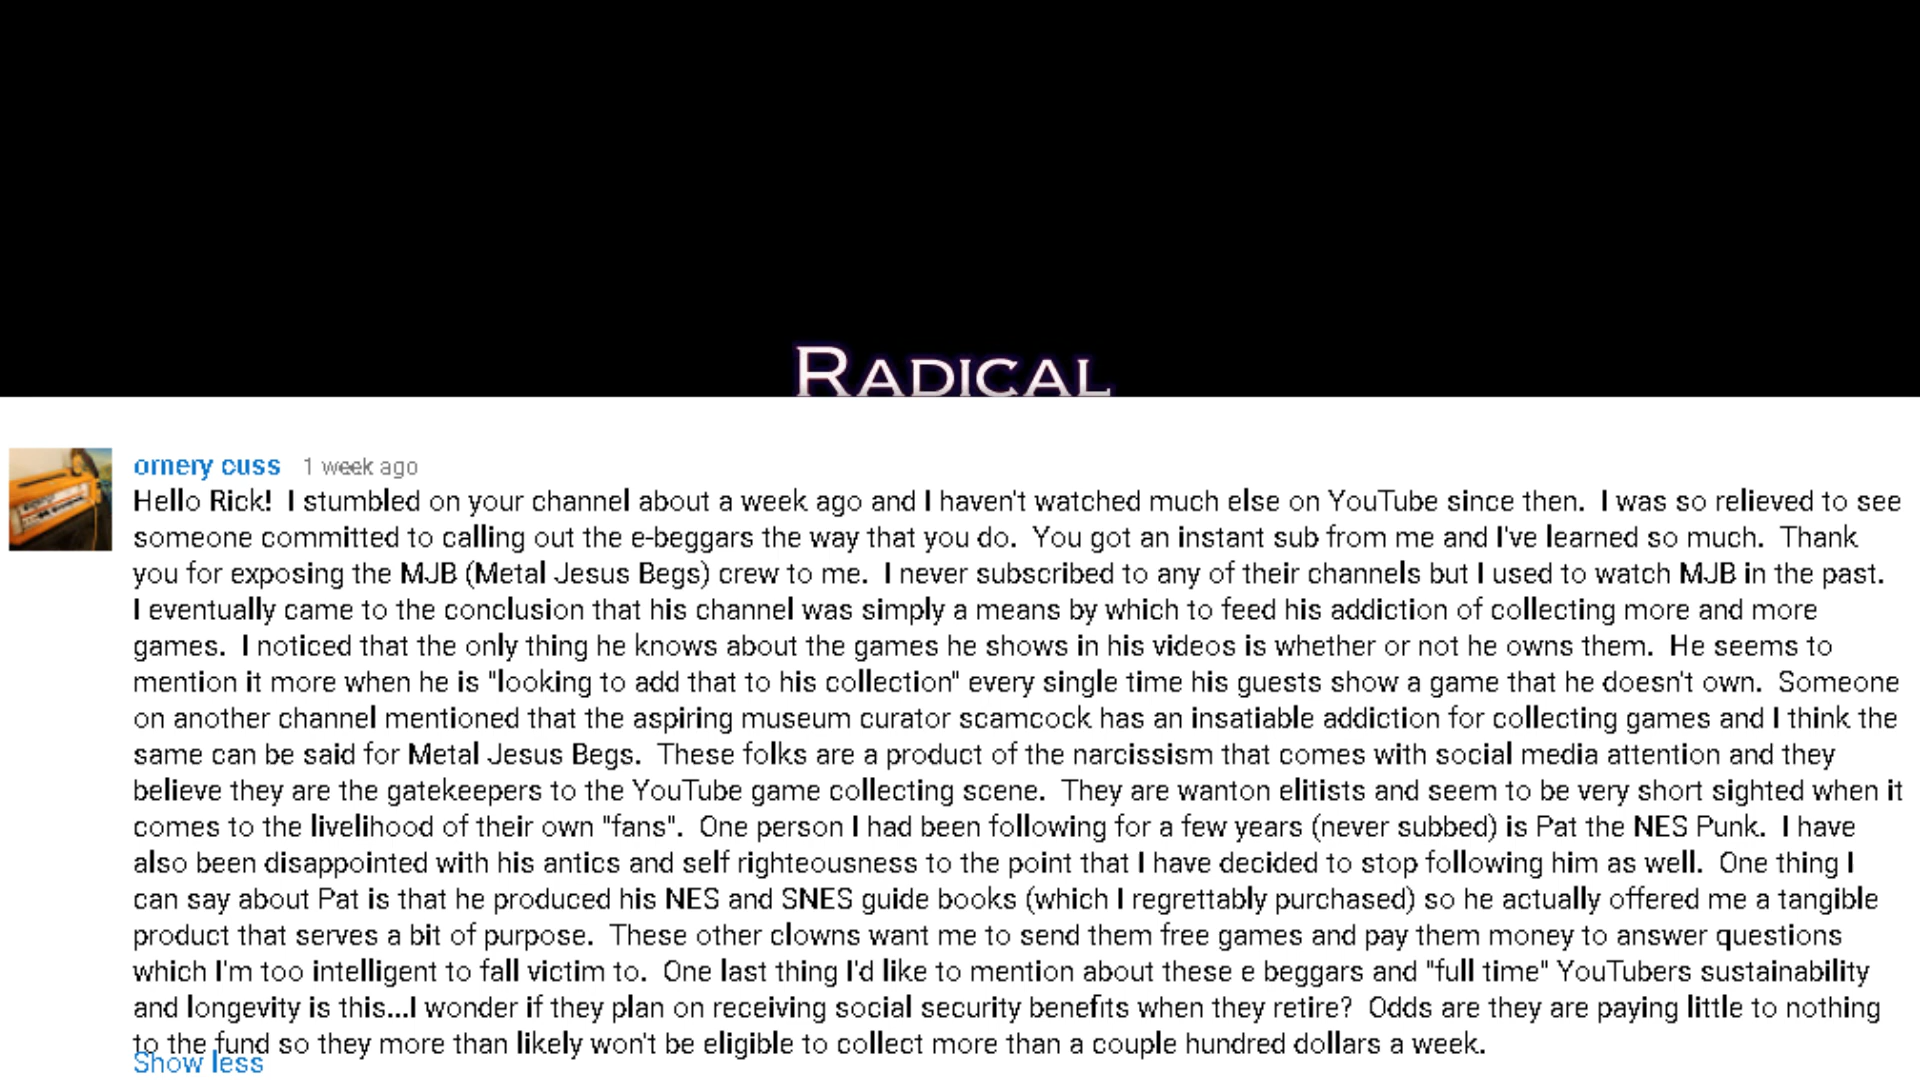 RADICAL
ornery cuss 1 week ago
Hello Rick! I stumbled on your channel about a week ago and I haven't watched much else on YouTube since then. I was so relieved to see
someone committed to calling out the e-beggars the way that you do. You got an instant sub from me and I've learned so much. Thank
you for exposing the MJB (Metal Jesus Begs) crew to me. I never subscribed to any of their channels but I used to watch MJB in the past.
I eventually came to the conclusion that his channel was simply a means by which to feed his addiction of collecting more and more
games. I noticed that the only thing he knows about the games he shows in his videos is whether or not he owns them. He seems to
mention it more when he is "looking to add that to his collection" every single time his guests show a game that he doesn't own. Someone
on another channel mentioned that the aspiring museum curator scamcock has an insatiable addiction for collecting games and I think the
same can be said for Metal Jesus Begs. These folks are a product of the narcissism that comes with social media attention and they
believe they are the gatekeepers to the YouTube game collecting scene. They are wanton elitists and seem to be very short sighted when it
comes to the livelihood of their own "fans". One person I had been following for a few years (never subbed) is Pat the NES Punk. I have
also been disappointed with his antics and self righteousness to the point that I have decided to stop following him as well. One thing I
can say about Pat is that he produced his NES and SNES guide books (which I regrettably purchased) so he actually offered me a tangible
product that serves a bit of purpose. These other clowns want me to send them free games and pay them money to answer questions
which I'm too intelligent to fall victim to. One last thing I'd like to mention about these e beggars and "full time" YouTubers sustainability
and longevity is this...I wonder if they plan on receiving social security benefits when they retire? Odds are they are paying little to nothing
to the fund so they more than likely won't be eligible to collect more than a couple hundred dollars a week.
Show less